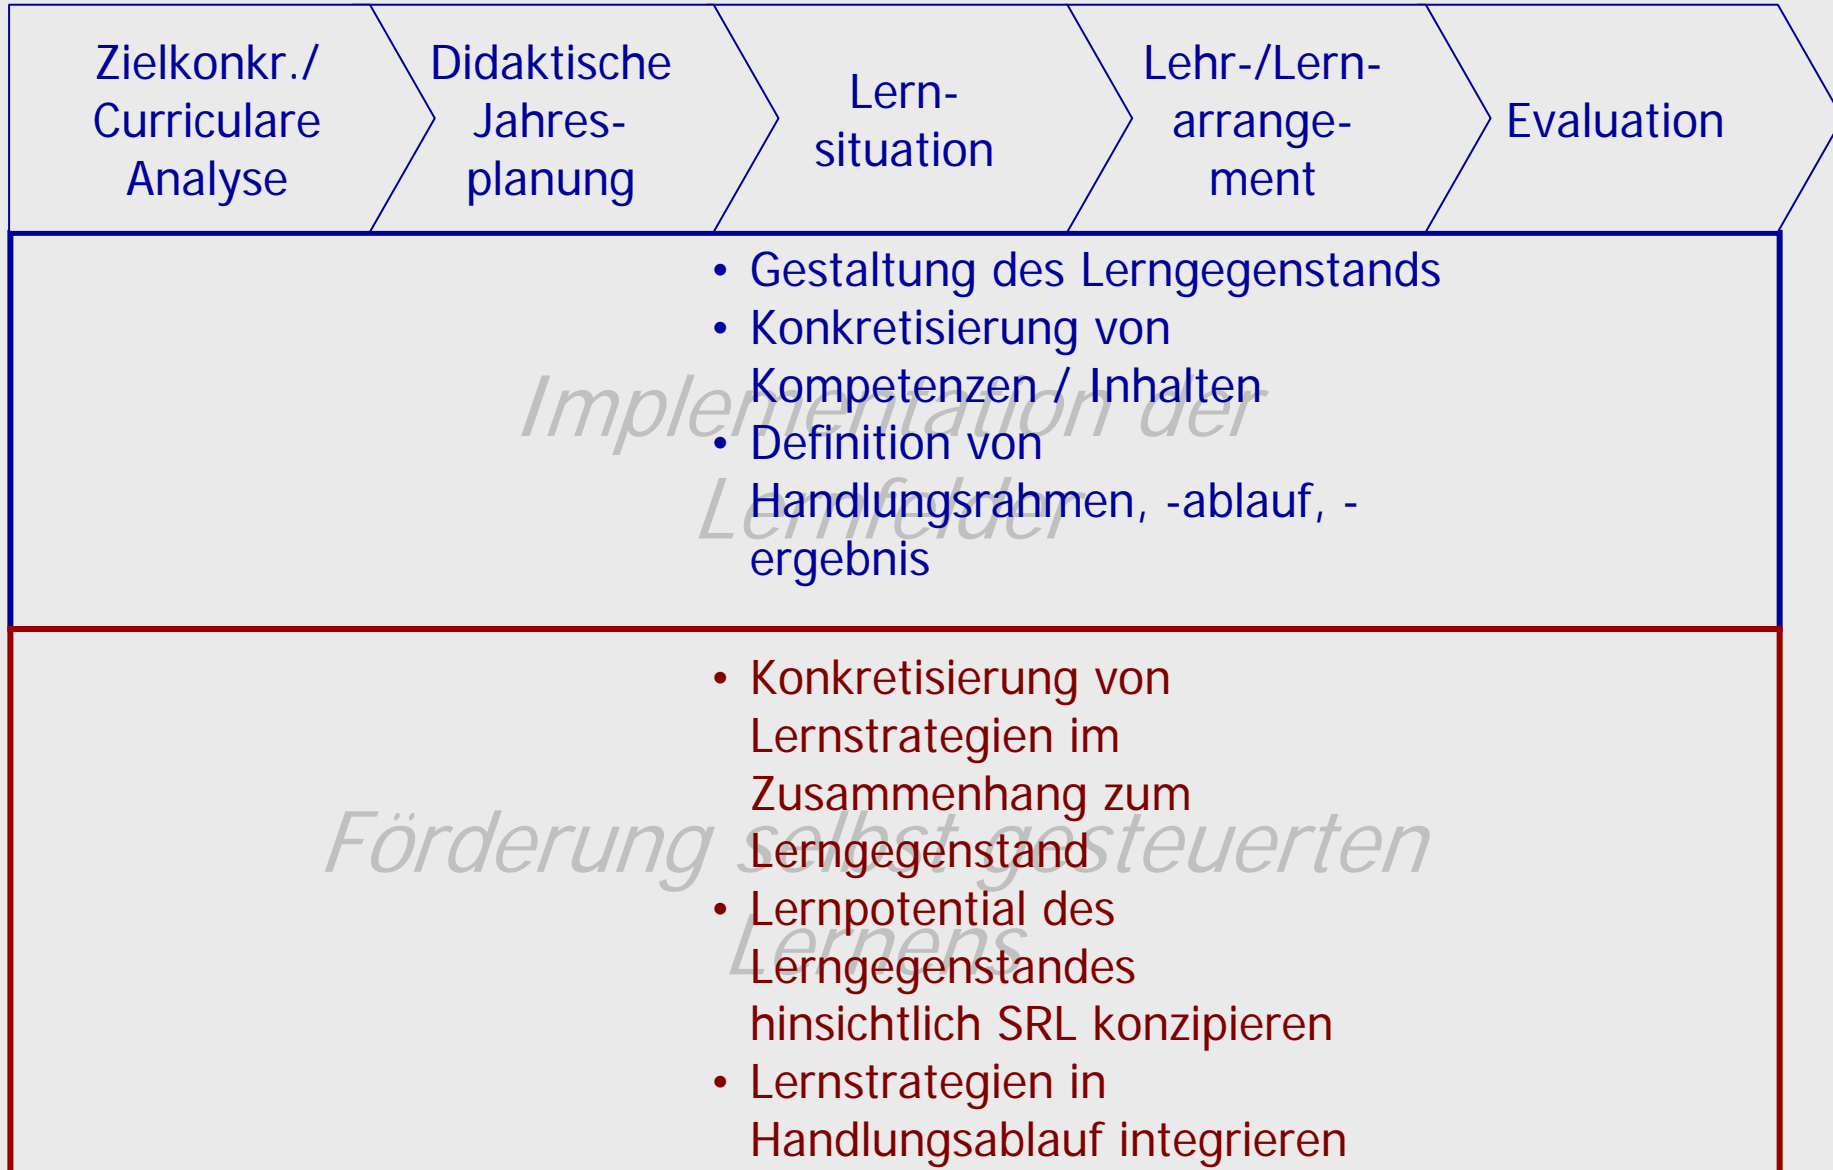 Zielkonkr./
Curriculare
Analyse
Didaktische
Jahres-
planung
Lern-
situation
Lehr-/Lern-
arrange-
ment
Evaluation
Implementation der
Lernfelder
• Gestaltung des Lerngegenstands
• Konkretisierung von
Kompetenzen / Inhalten
• Definition von
Handlungsrahmen, -ablauf, -
ergebnis
Förderung selbst gesteuerten
Lernens
• Konkretisierung von
Lernstrategien im
Zusammenhang zum
Lerngegenstand
• Lernpotential des
Lerngegenstandes
hinsichtlich SRL konzipieren
• Lernstrategien in
Handlungsablauf integrieren